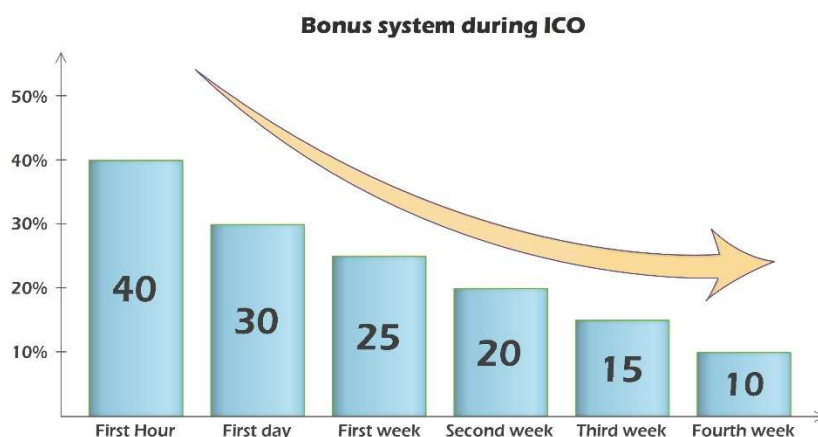 Bonus system during ICO
50%
40%
30%
20%
10%
40
30
25
20
15
10
First Hour
First day
First week
Second week
Third week
Fourth week